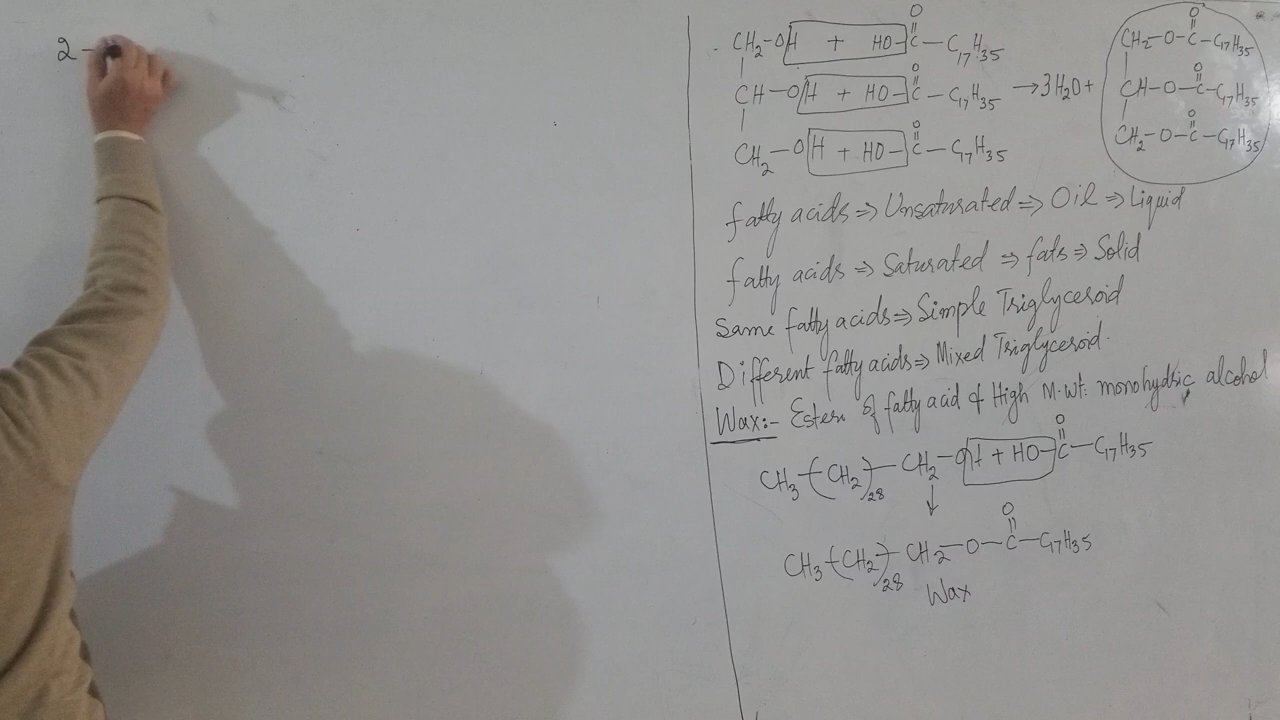 2 -
O O
CH2-OH + HO-C-C17H35 CH2-O-C-C17H35
O O
CH-OH + HO-C-C17H35 → 3H2O + CH-O-C-C17H35
O O
CH2-OH + HO-C-C17H35 CH2-O-C-C17H35
fatty acids ⇒ Unsaturated ⇒ Oil ⇒ Liquid
fatty acids ⇒ Saturated ⇒ fats ⇒ Solid
Same fatty acids ⇒ Simple Triglyceroid
Different fatty acids ⇒ Mixed Triglyceroid.
Wax:- Esters of fatty acid & High M.wt. monohydric alcohol
O
CH3-(CH2)28-CH2-OH + HO-C-C17H35
↓
O
CH3-(CH2)28-CH2-O-C-C17H35
Wax